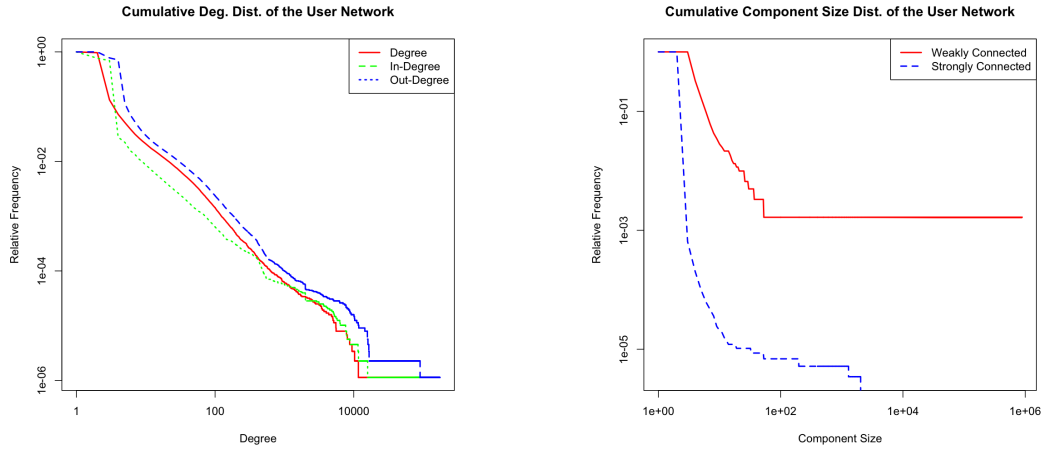 Cumulative Deg. Dist. of the User Network
Degree
In-Degree
Out-Degree
1e+00
1e-02
1e-04
1e-06
Relative Frequency
1
100
10000
Degree
Cumulative Component Size Dist. of the User Network
Weakly Connected
Strongly Connected
1e-01
1e-03
1e-05
Relative Frequency
1e+00
1e+02
1e+04
1e+06
Component Size